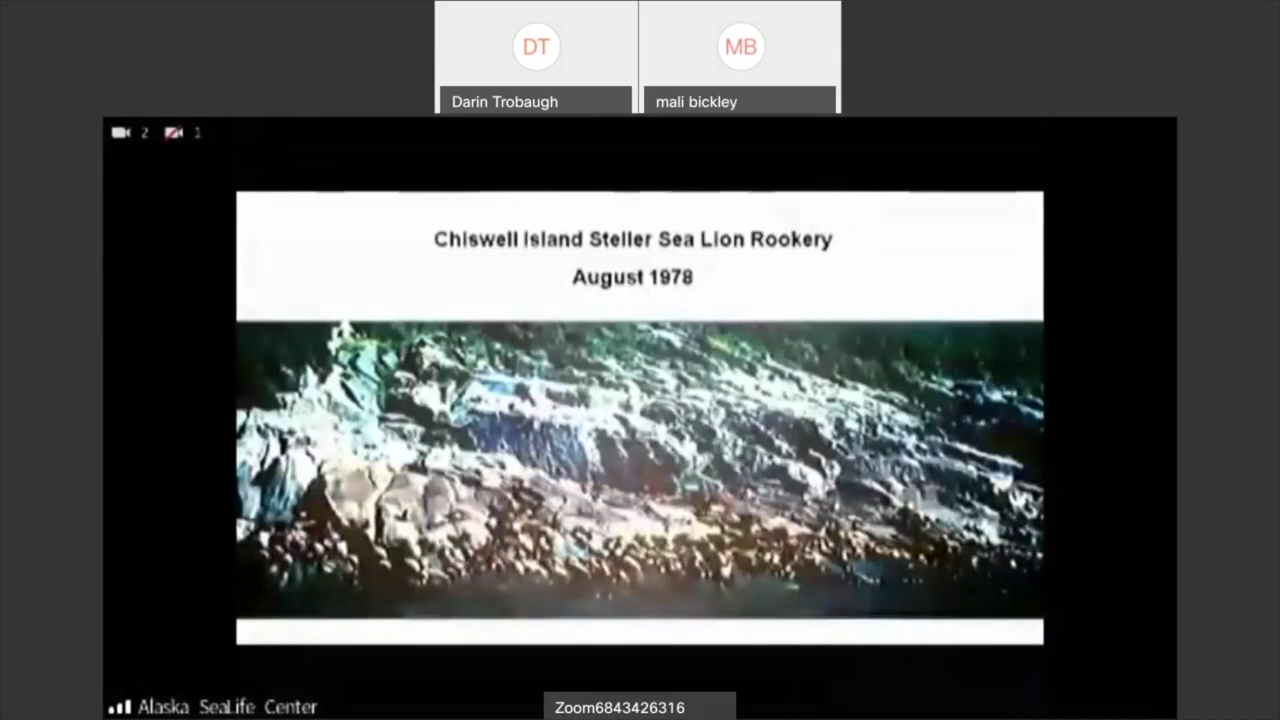 DT
MB
Darin Trobaugh
mali bickley
2 1
Chiswell Island Steller Sea Lion Rookery
August 1978
Alaska SeaLife Center
Zoom6843426316